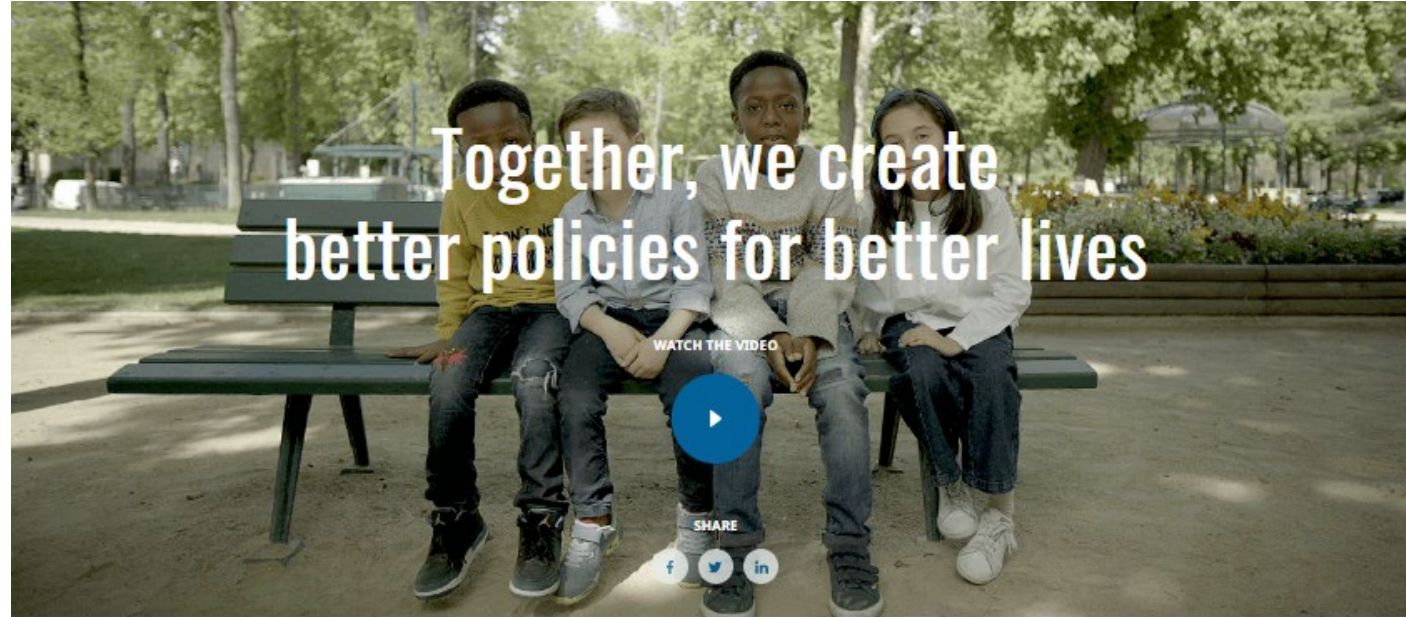 Together, we create
better policies for better lives
WATCH THE VIDEO
SHARE
f
in